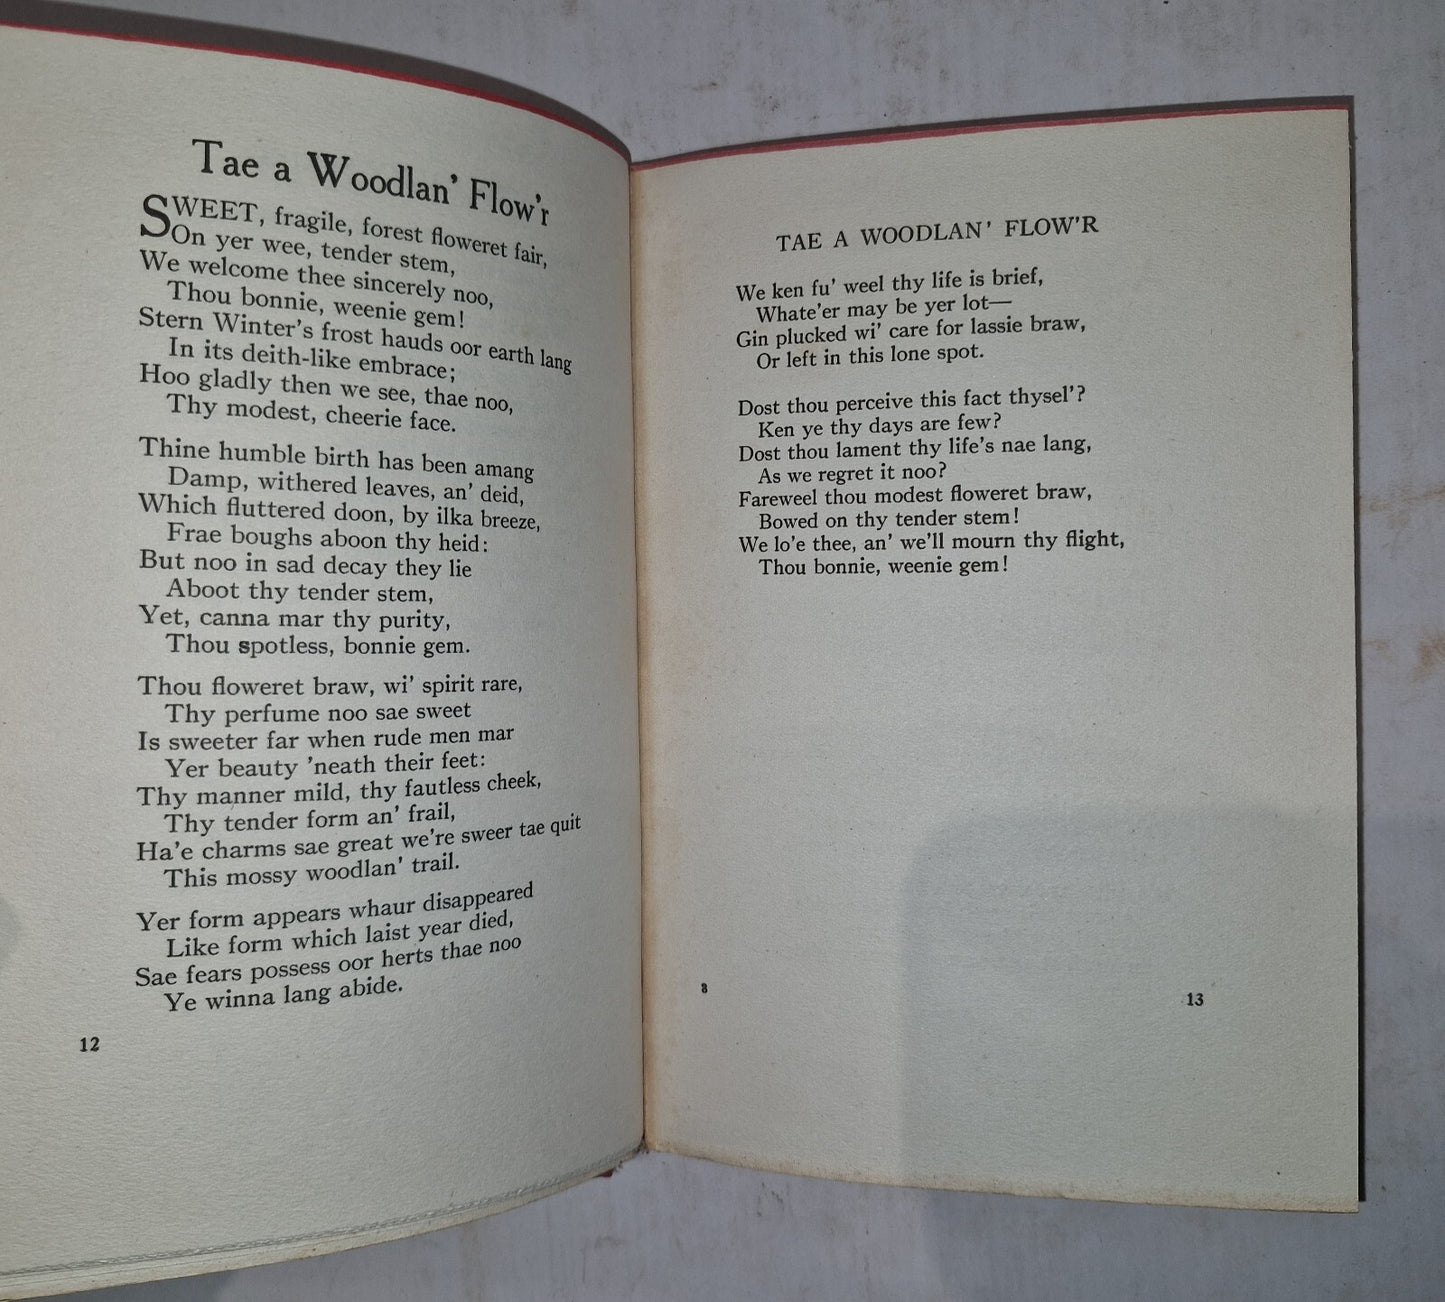 Tae a Woodlan' Flow'r
SWEET, fragile, forest floweret fair,
On yer wee, tender stem,
We welcome thee sincerely noo,
Thou bonnie, weenie gem!
Stern Winter's frost hauds oor earth lang
In its deith-like embrace;
Hoo gladly then we see, thae noo,
Thy modest, cheerie face.
Thine humble birth has been amang
Damp, withered leaves, an' deid,
Which fluttered doon, by ilka breeze,
Frae boughs aboon thy heid:
But noo in sad decay they lie
Aboot thy tender stem,
Yet, canna mar thy purity,
Thou spotless, bonnie gem.
Thou floweret braw, wi' spirit rare,
Thy perfume noo sae sweet
Is sweeter far when rude men mar
Yer beauty 'neath their feet:
Thy manner mild, thy fautless cheek,
Thy tender form an' frail,
Ha'e charms sae great we're sweer tae quit
This mossy woodlan' trail.
Yer form appears whaur disappeared
Like form which laist year died,
Sae fears possess oor herts thae noo
Ye winna lang abide.
12
TAE A WOODLAN' FLOW'R
We ken fu' weel thy life is brief,
Whate'er may be yer lot—
Gin plucked wi' care for lassie braw,
Or left in this lone spot.
Dost thou perceive this fact thysel'?
Ken ye thy days are few?
Dost thou lament thy life's nae lang,
As we regret it noo?
Fareweel thou modest floweret braw,
Bowed on thy tender stem!
We lo'e thee, an' we'll mourn thy flight,
Thou bonnie, weenie gem!
8
13